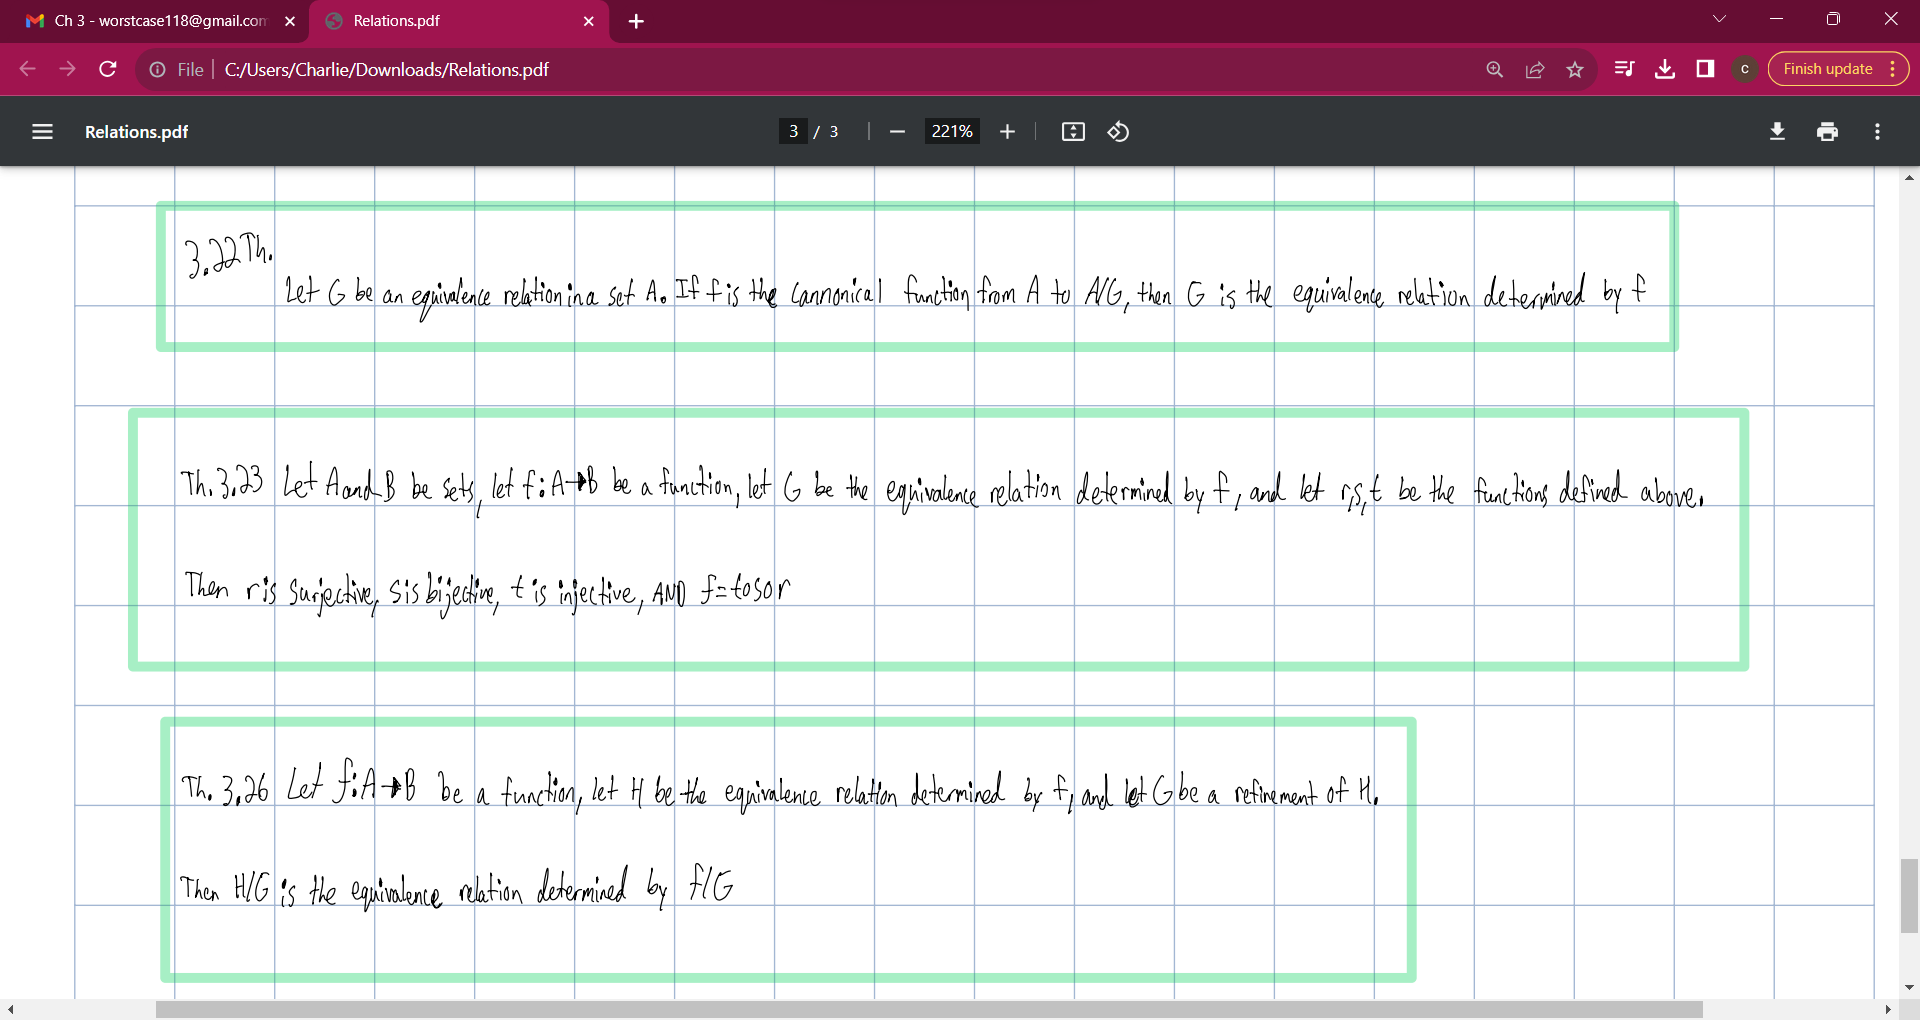 Ch 3 - worstcase118@gmail.com
Relations.pdf
File
C:/Users/Charlie/Downloads/Relations.pdf
c
Finish update
Relations.pdf
3 / 3
221%
3.22 Th.
Let G be an equivalence relation in a set A. If f is the cannonical function from A to A/G, then G is the equivalence relation determined by f
Th. 3.23 Let A and B be sets, let f: A→B be a function, let G be the equivalence relation determined by f, and let r,s,t be the functions defined above.
Then r is surjective, s is bijective, t is injective, AND f=tosor
Th. 3.26 Let f: A→B be a function, let H be the equivalence relation determined by f, and let G be a refinement of H.
Then H/G is the equivalence relation determined by f/G